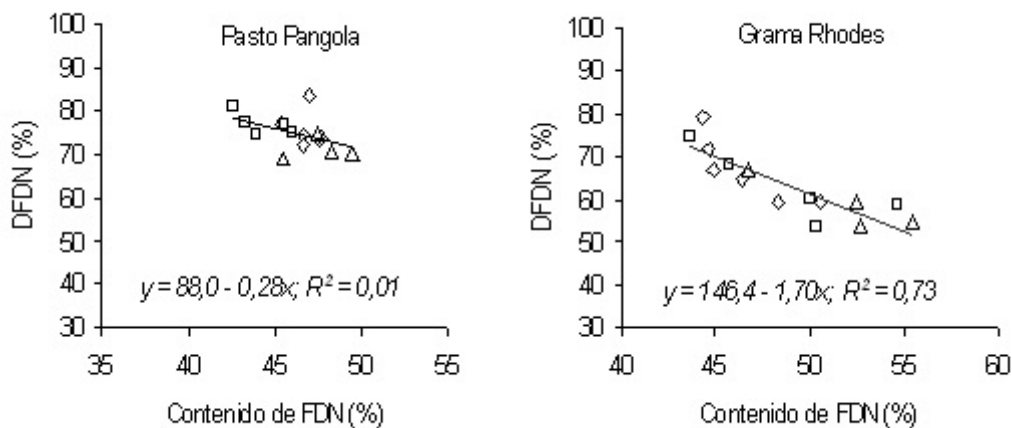 Pasto Pangola
DFDN (%)
100
90
80
70
60
50
40
30
y = 88,0 - 0,28x; R² = 0,01
35 40 45 50 55
Contenido de FDN (%)
Grama Rhodes
DFDN (%)
100
90
80
70
60
50
40
30
y = 146,4 - 1,70x; R² = 0,73
40 45 50 55 60
Contenido de FDN (%)